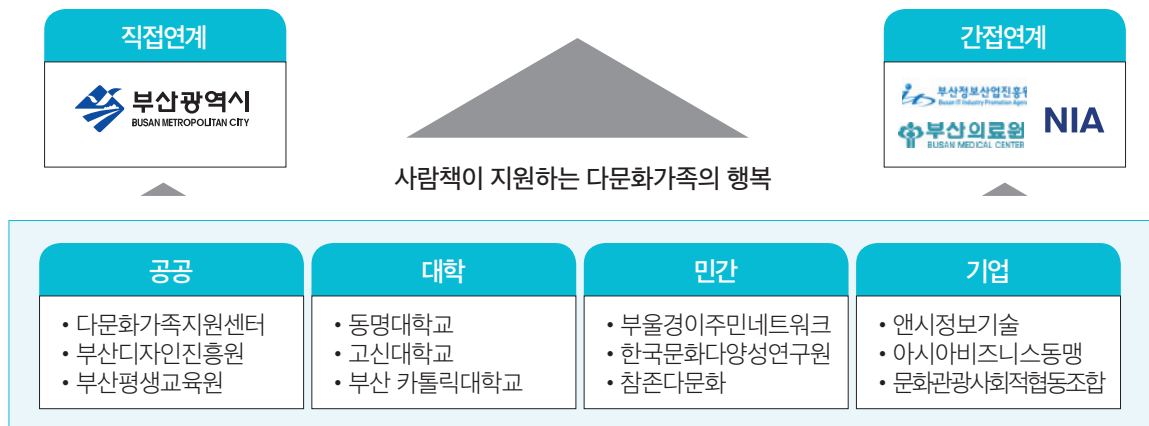 직접연계
부산광역시
BUSAN METROPOLITAN CITY
간접연계
부산정보산업진흥원
Busan IT Industry Promotion Agency
부산의료원
BUSAN MEDICAL CENTER
NIA
사람책이 지원하는 다문화가족의 행복
공공
• 다문화가족지원센터
• 부산디자인진흥원
• 부산평생교육원
대학
• 동명대학교
• 고신대학교
• 부산 카톨릭대학교
민간
• 부울경이주민네트워크
• 한국문화다양성연구원
• 참존다문화
기업
• 앤시정보기술
• 아시아비즈니스동맹
• 문화관광사회적협동조합